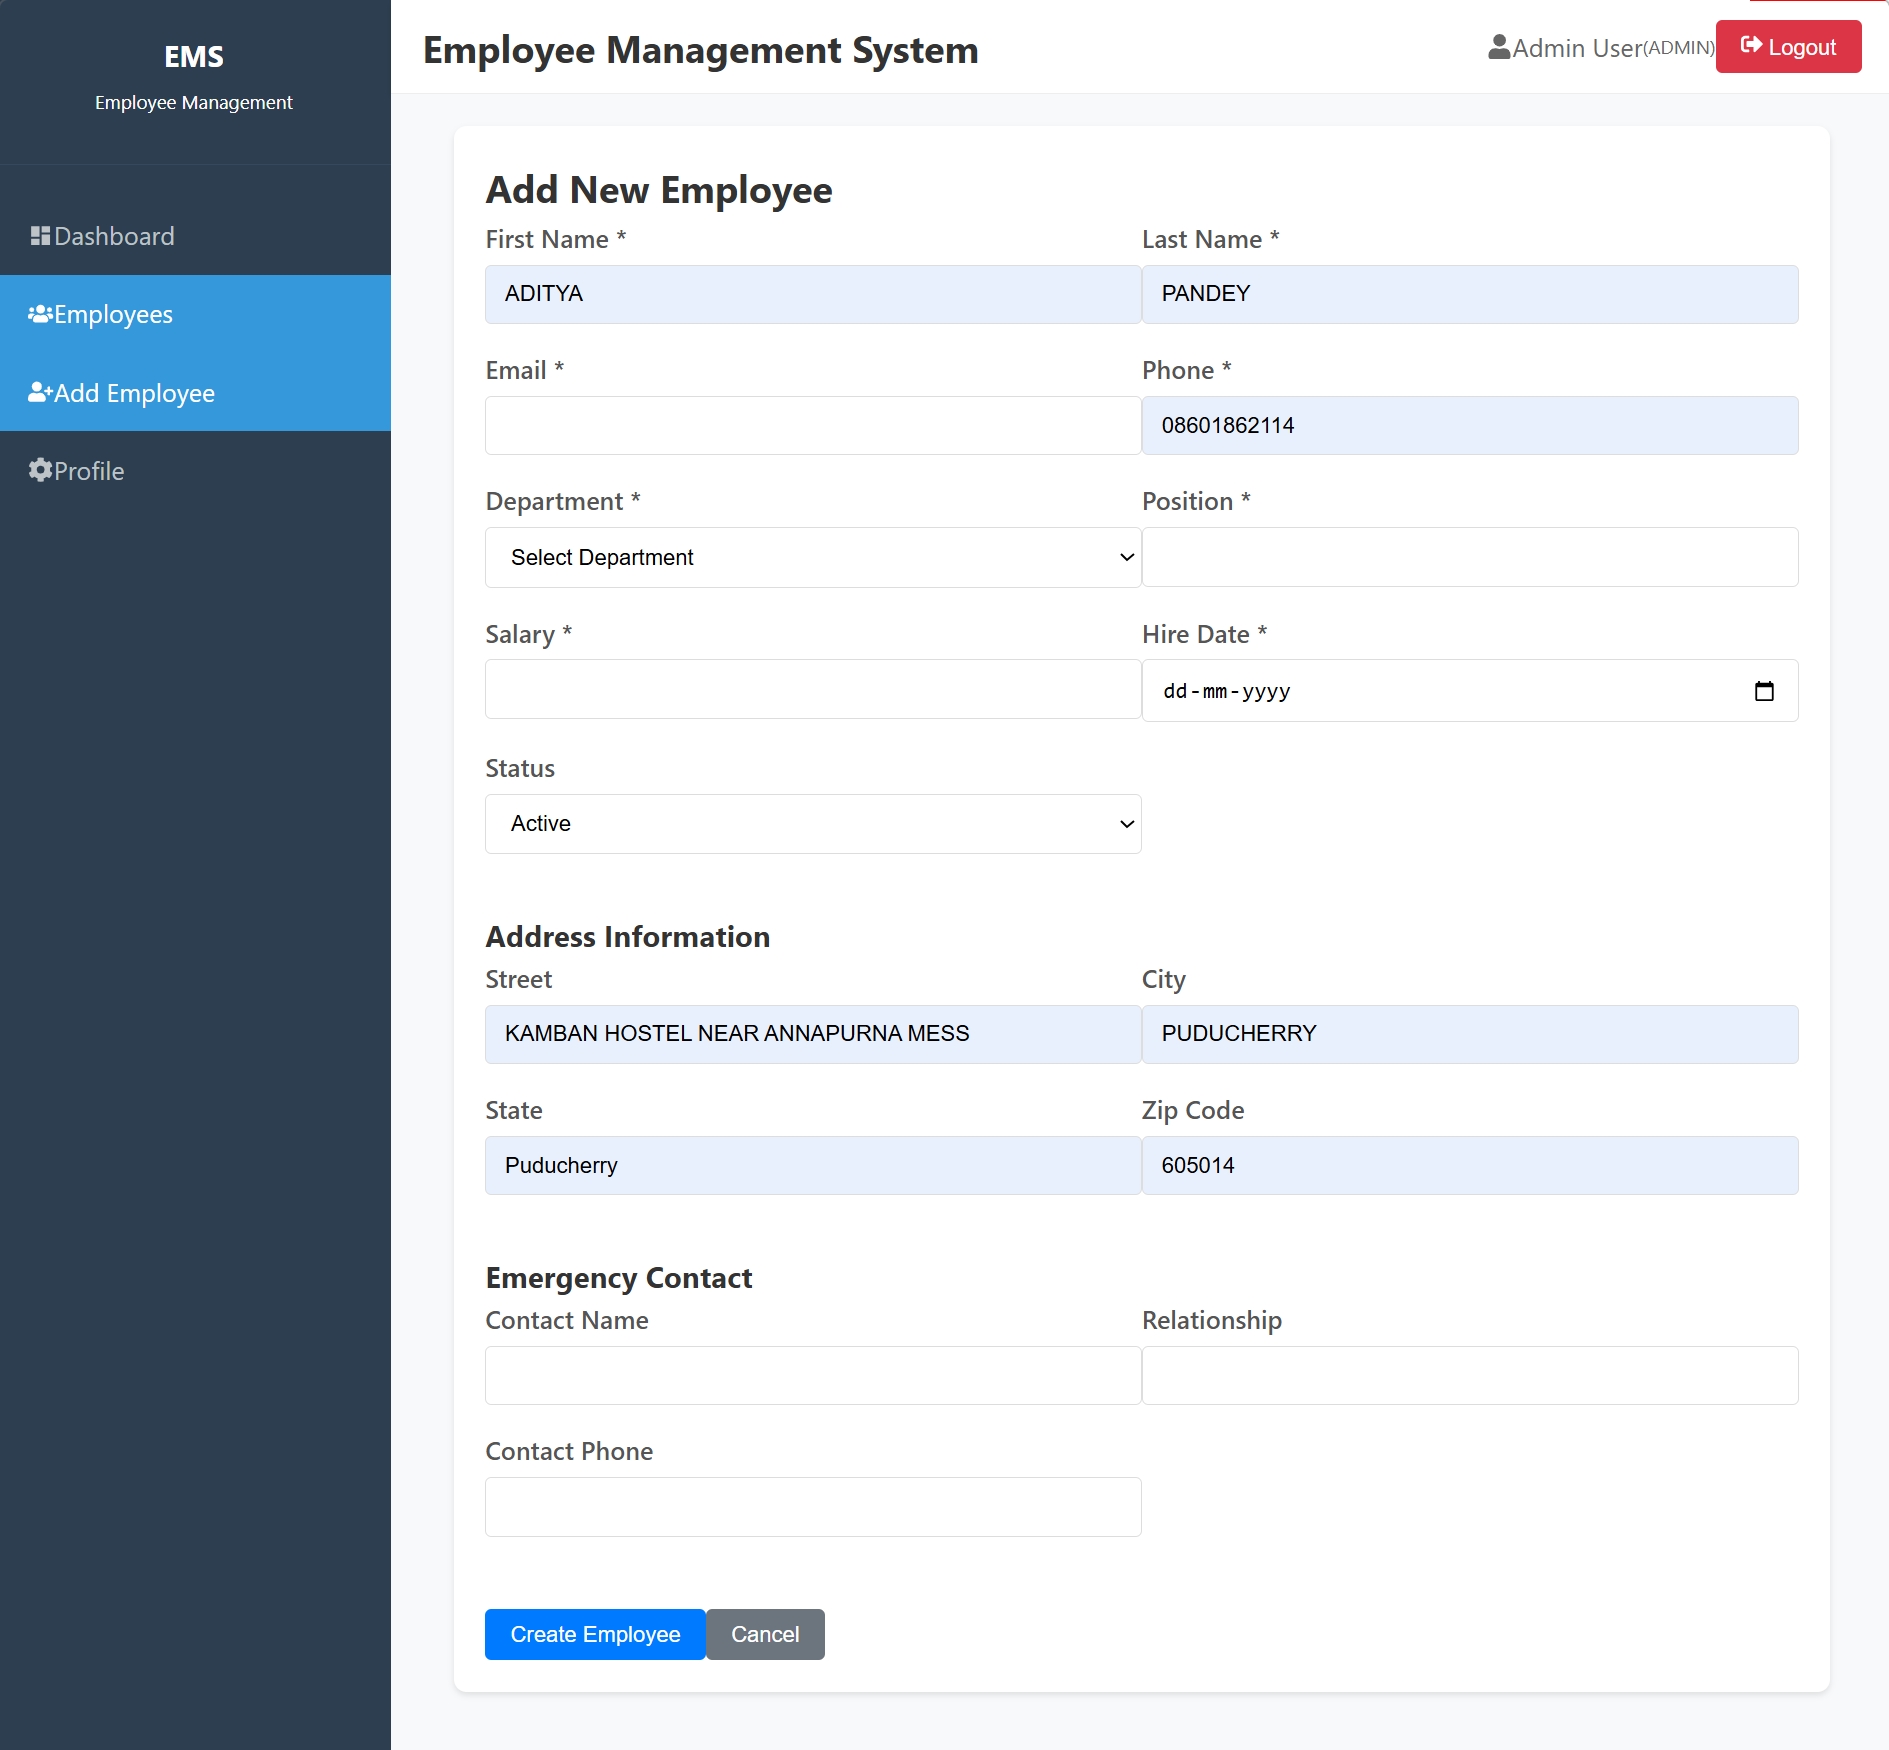 EMS
Employee Management
Dashboard
Employees
Add Employee
Profile
Employee Management System
Admin User(ADMIN)
Logout
Add New Employee
First Name * Last Name *
ADITYA PANDEY
Email * Phone *
08601862114
Department * Position *
Select Department
Salary * Hire Date *
dd-mm-yyyy
Status
Active
Address Information
Street City
KAMBAN HOSTEL NEAR ANNAPURNA MESS PUDUCHERRY
State Zip Code
Puducherry 605014
Emergency Contact
Contact Name Relationship
Contact Phone
Create Employee Cancel